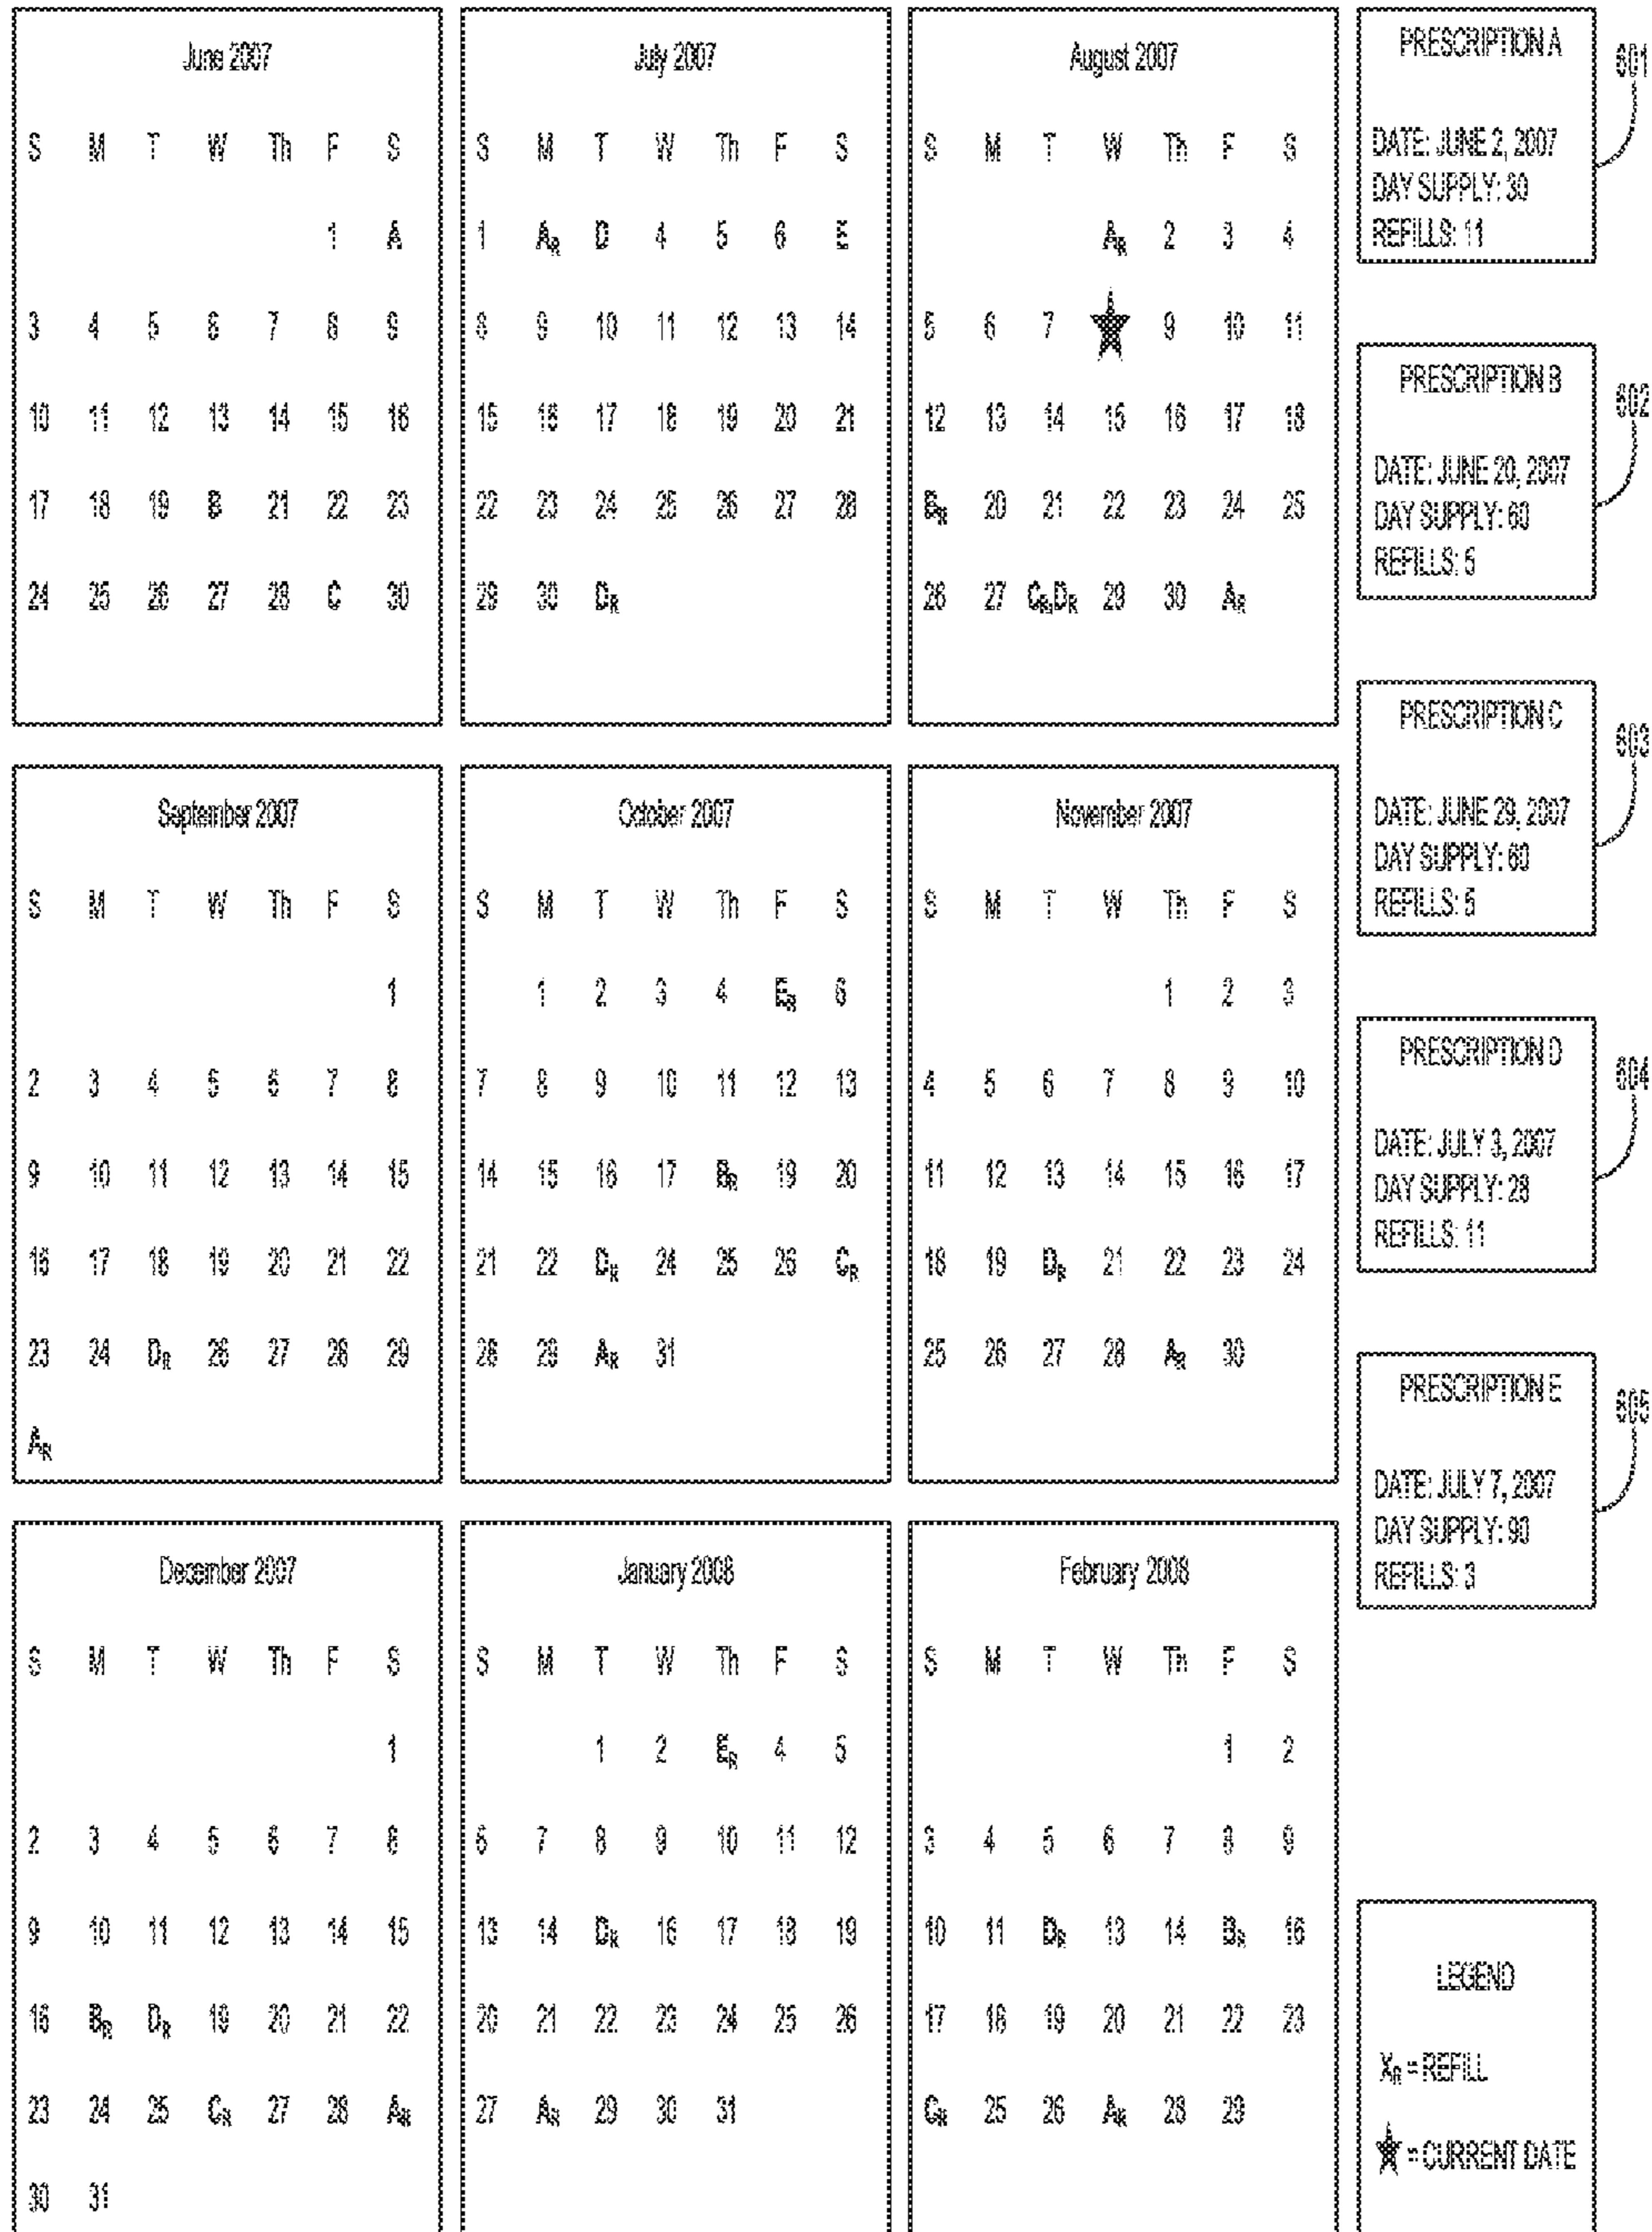 June 2007
S M T W Th F S
1 A
3 4 5 6 7 8 9
10 11 12 13 14 15 16
17 18 19 B 21 22 23
24 25 26 27 28 C 30
July 2007
S M T W Th F S
1 AR D 4 5 6 E
8 9 10 11 12 13 14
15 16 17 18 19 20 21
22 23 24 25 26 27 28
29 30 DR
August 2007
S M T W Th F S
AR 2 3 4
5 6 7 ★ 9 10 11
12 13 14 15 16 17 18
BR 20 21 22 23 24 25
26 27 CR,DR 29 30 AR
September 2007
S M T W Th F S
1
2 3 4 5 6 7 8
9 10 11 12 13 14 15
16 17 18 19 20 21 22
23 24 DR 26 27 28 29
AR
October 2007
S M T W Th F S
1 2 3 4 ER 6
7 8 9 10 11 12 13
14 15 16 17 BR 19 20
21 22 DR 24 25 26 CR
28 29 AR 31
November 2007
S M T W Th F S
1 2 3
4 5 6 7 8 9 10
11 12 13 14 15 16 17
18 19 DR 21 22 23 24
25 26 27 28 AR 30
December 2007
S M T W Th F S
1
2 3 4 5 6 7 8
9 10 11 12 13 14 15
16 BR DR 19 20 21 22
23 24 25 CR 27 28 AR
30 31
January 2008
S M T W Th F S
1 2 ER 4 5
6 7 8 9 10 11 12
13 14 DR 16 17 18 19
20 21 22 23 24 25 26
27 AR 29 30 31
February 2008
S M T W Th F S
1 2
3 4 5 6 7 8 9
10 11 DR 13 14 BR 16
17 18 19 20 21 22 23
CR 25 26 AR 28 29
PRESCRIPTION A
DATE: JUNE 2, 2007
DAY SUPPLY: 30
REFILLS: 11
601
PRESCRIPTION B
DATE: JUNE 20, 2007
DAY SUPPLY: 60
REFILLS: 5
602
PRESCRIPTION C
DATE: JUNE 29, 2007
DAY SUPPLY: 60
REFILLS: 5
603
PRESCRIPTION D
DATE: JULY 3, 2007
DAY SUPPLY: 28
REFILLS: 11
604
PRESCRIPTION E
DATE: JULY 7, 2007
DAY SUPPLY: 90
REFILLS: 3
605
LEGEND
XR = REFILL
★ = CURRENT DATE